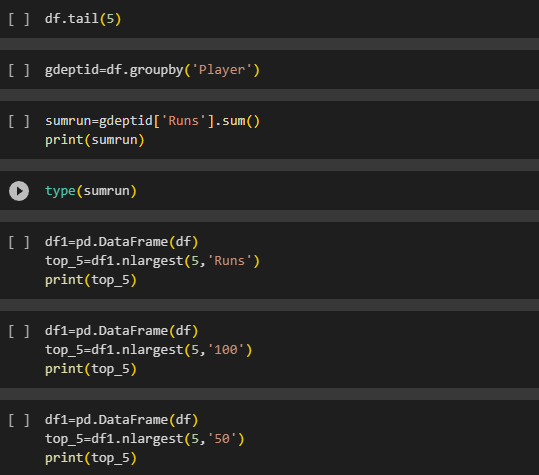 [ ] df.tail(5)
[ ] gdeptid=df.groupby('Player')
[ ] sumrun=gdeptid['Runs'].sum()
print(sumrun)
type(sumrun)
[ ] df1=pd.DataFrame(df)
top_5=df1.nlargest(5,'Runs')
print(top_5)
[ ] df1=pd.DataFrame(df)
top_5=df1.nlargest(5,'100')
print(top_5)
[ ] df1=pd.DataFrame(df)
top_5=df1.nlargest(5,'50')
print(top_5)